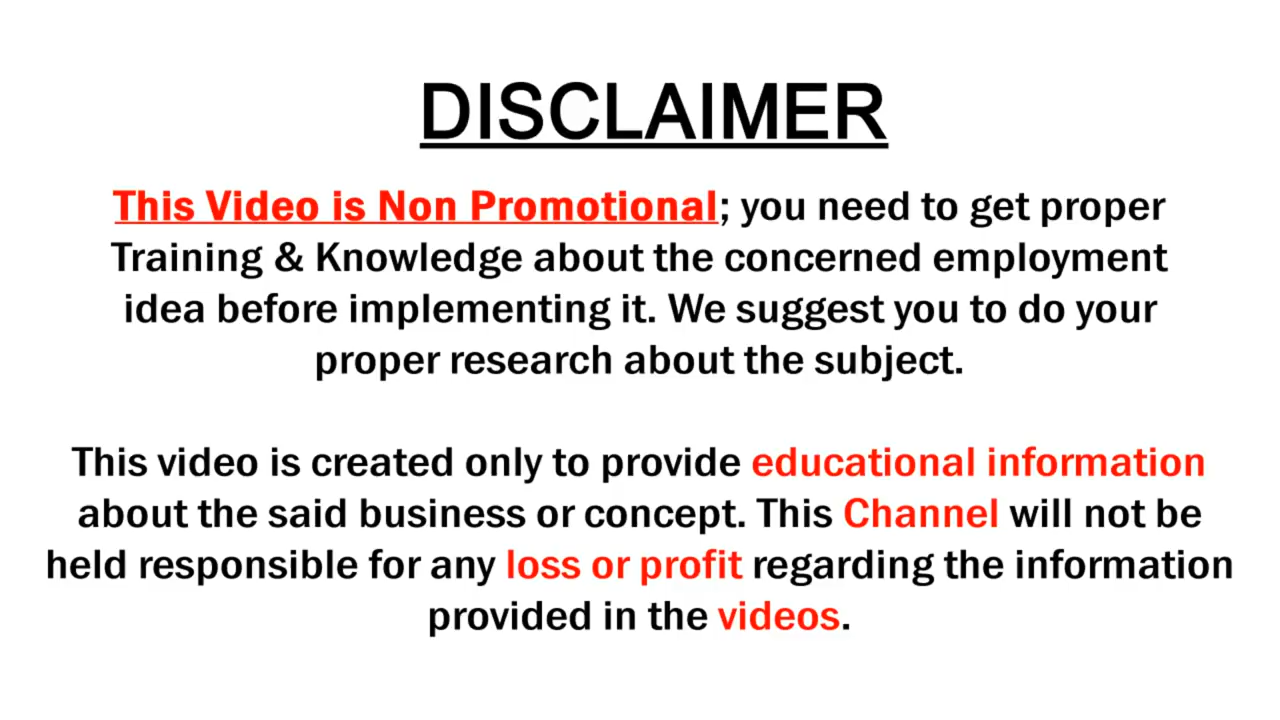 DISCLAIMER
This Video is Non Promotional; you need to get proper
Training & Knowledge about the concerned employment
idea before implementing it. We suggest you to do your
proper research about the subject.
This video is created only to provide educational information
about the said business or concept. This Channel will not be
held responsible for any loss or profit regarding the information
provided in the videos.